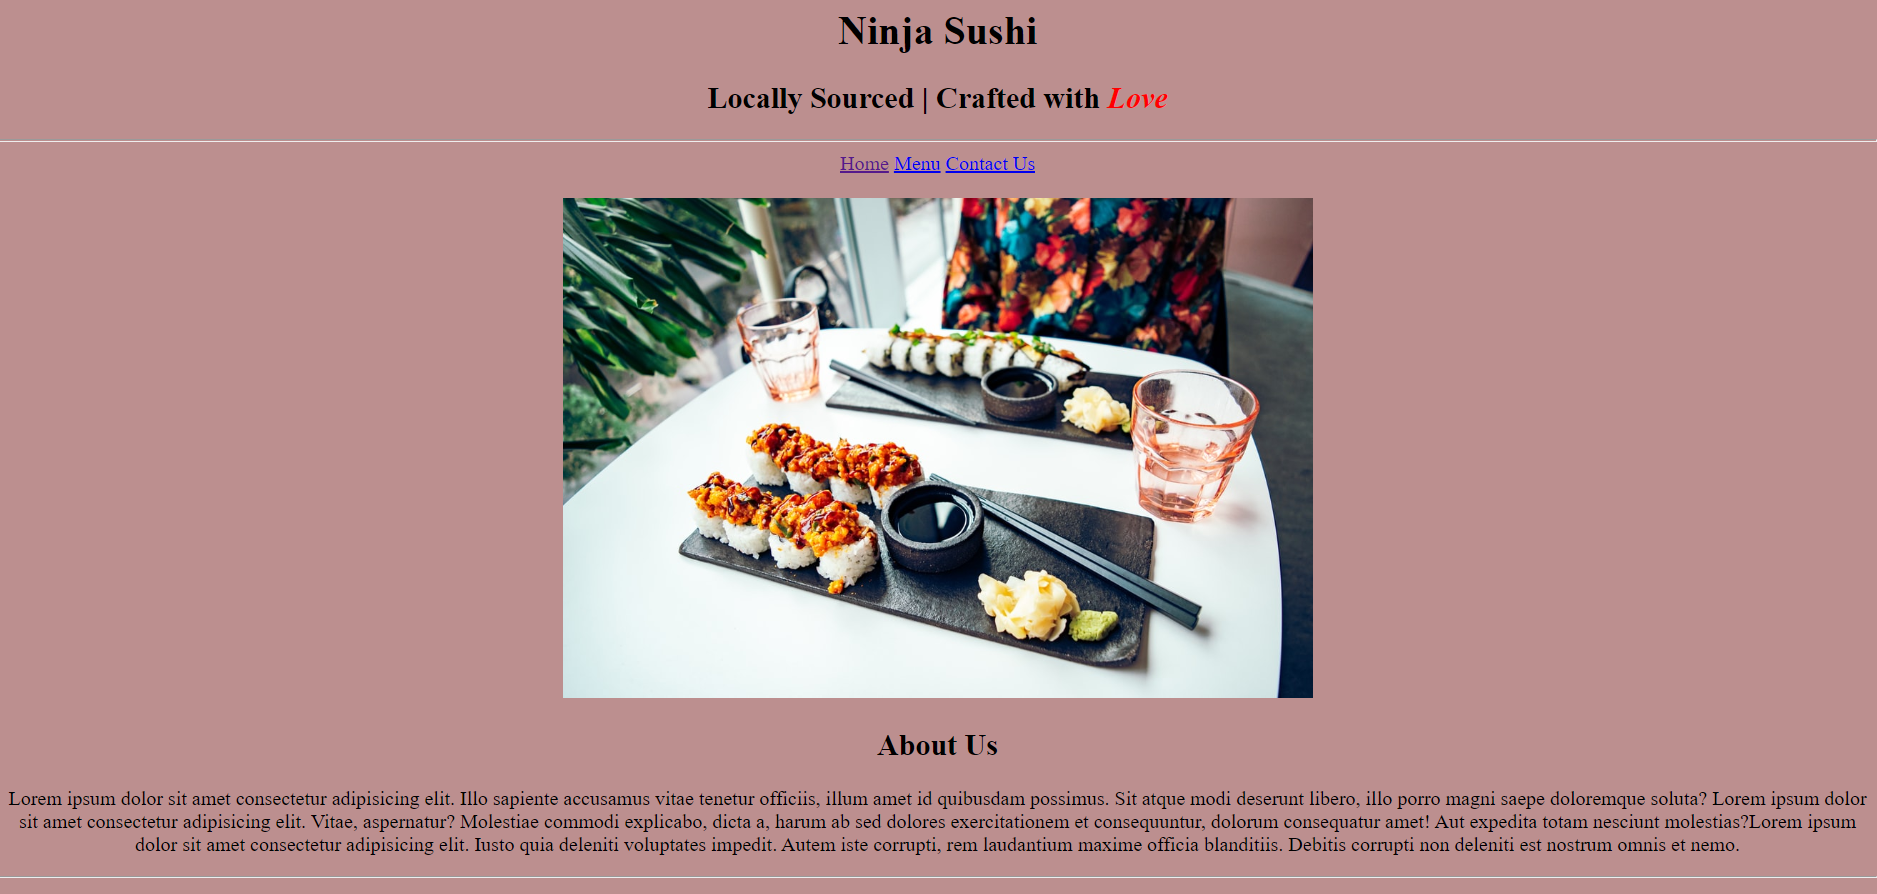 Ninja Sushi
Locally Sourced | Crafted with Love
Home Menu Contact Us
About Us
Lorem ipsum dolor sit amet consectetur adipisicing elit. Illo sapiente accusamus vitae tenetur officiis, illum amet id quibusdam possimus. Sit atque modi deserunt libero, illo porro magni saepe doloremque soluta? Lorem ipsum dolor
sit amet consectetur adipisicing elit. Vitae, aspernatur? Molestiae commodi explicabo, dicta a, harum ab sed dolores exercitationem et consequuntur, dolorum consequatur amet! Aut expedita totam nesciunt molestias?Lorem ipsum
dolor sit amet consectetur adipisicing elit. Iusto quia deleniti voluptates impedit. Autem iste corrupti, rem laudantium maxime officia blanditiis. Debitis corrupti non deleniti est nostrum omnis et nemo.